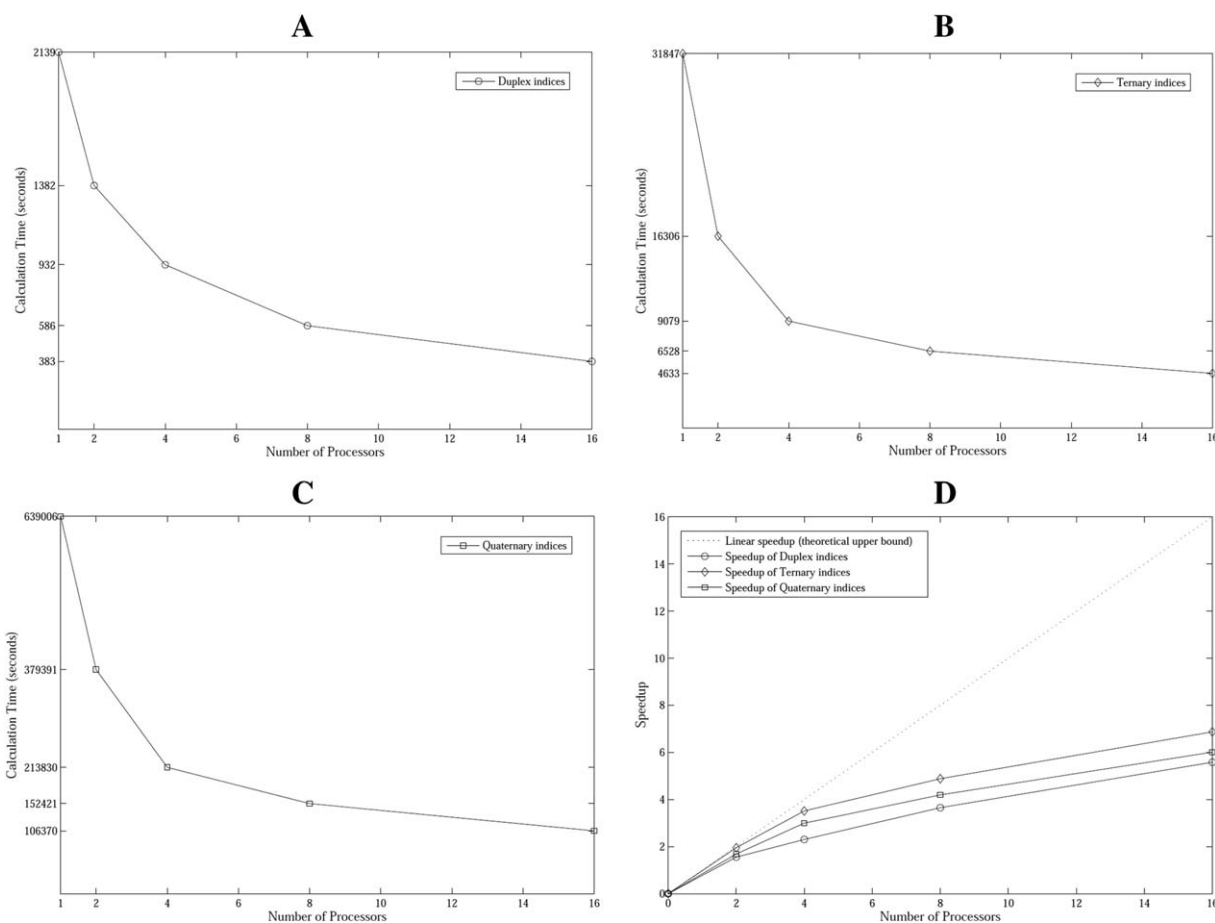 A
2139
1382
932
586
383
Calculation Time (seconds)
Duplex indices
1 2 4 6 8 10 12 14 16
Number of Processors
B
31847
16306
9079
6528
4633
Calculation Time (seconds)
Ternary indices
1 2 4 6 8 10 12 14 16
Number of Processors
C
639006
379391
213830
152421
106370
Calculation Time (seconds)
Quaternary indices
1 2 4 6 8 10 12 14 16
Number of Processors
D
16
14
12
10
8
6
4
2
0
Speedup
Linear speedup (theoretical upper bound)
Speedup of Duplex indices
Speedup of Ternary indices
Speedup of Quaternary indices
0 2 4 6 8 10 12 14 16
Number of Processors